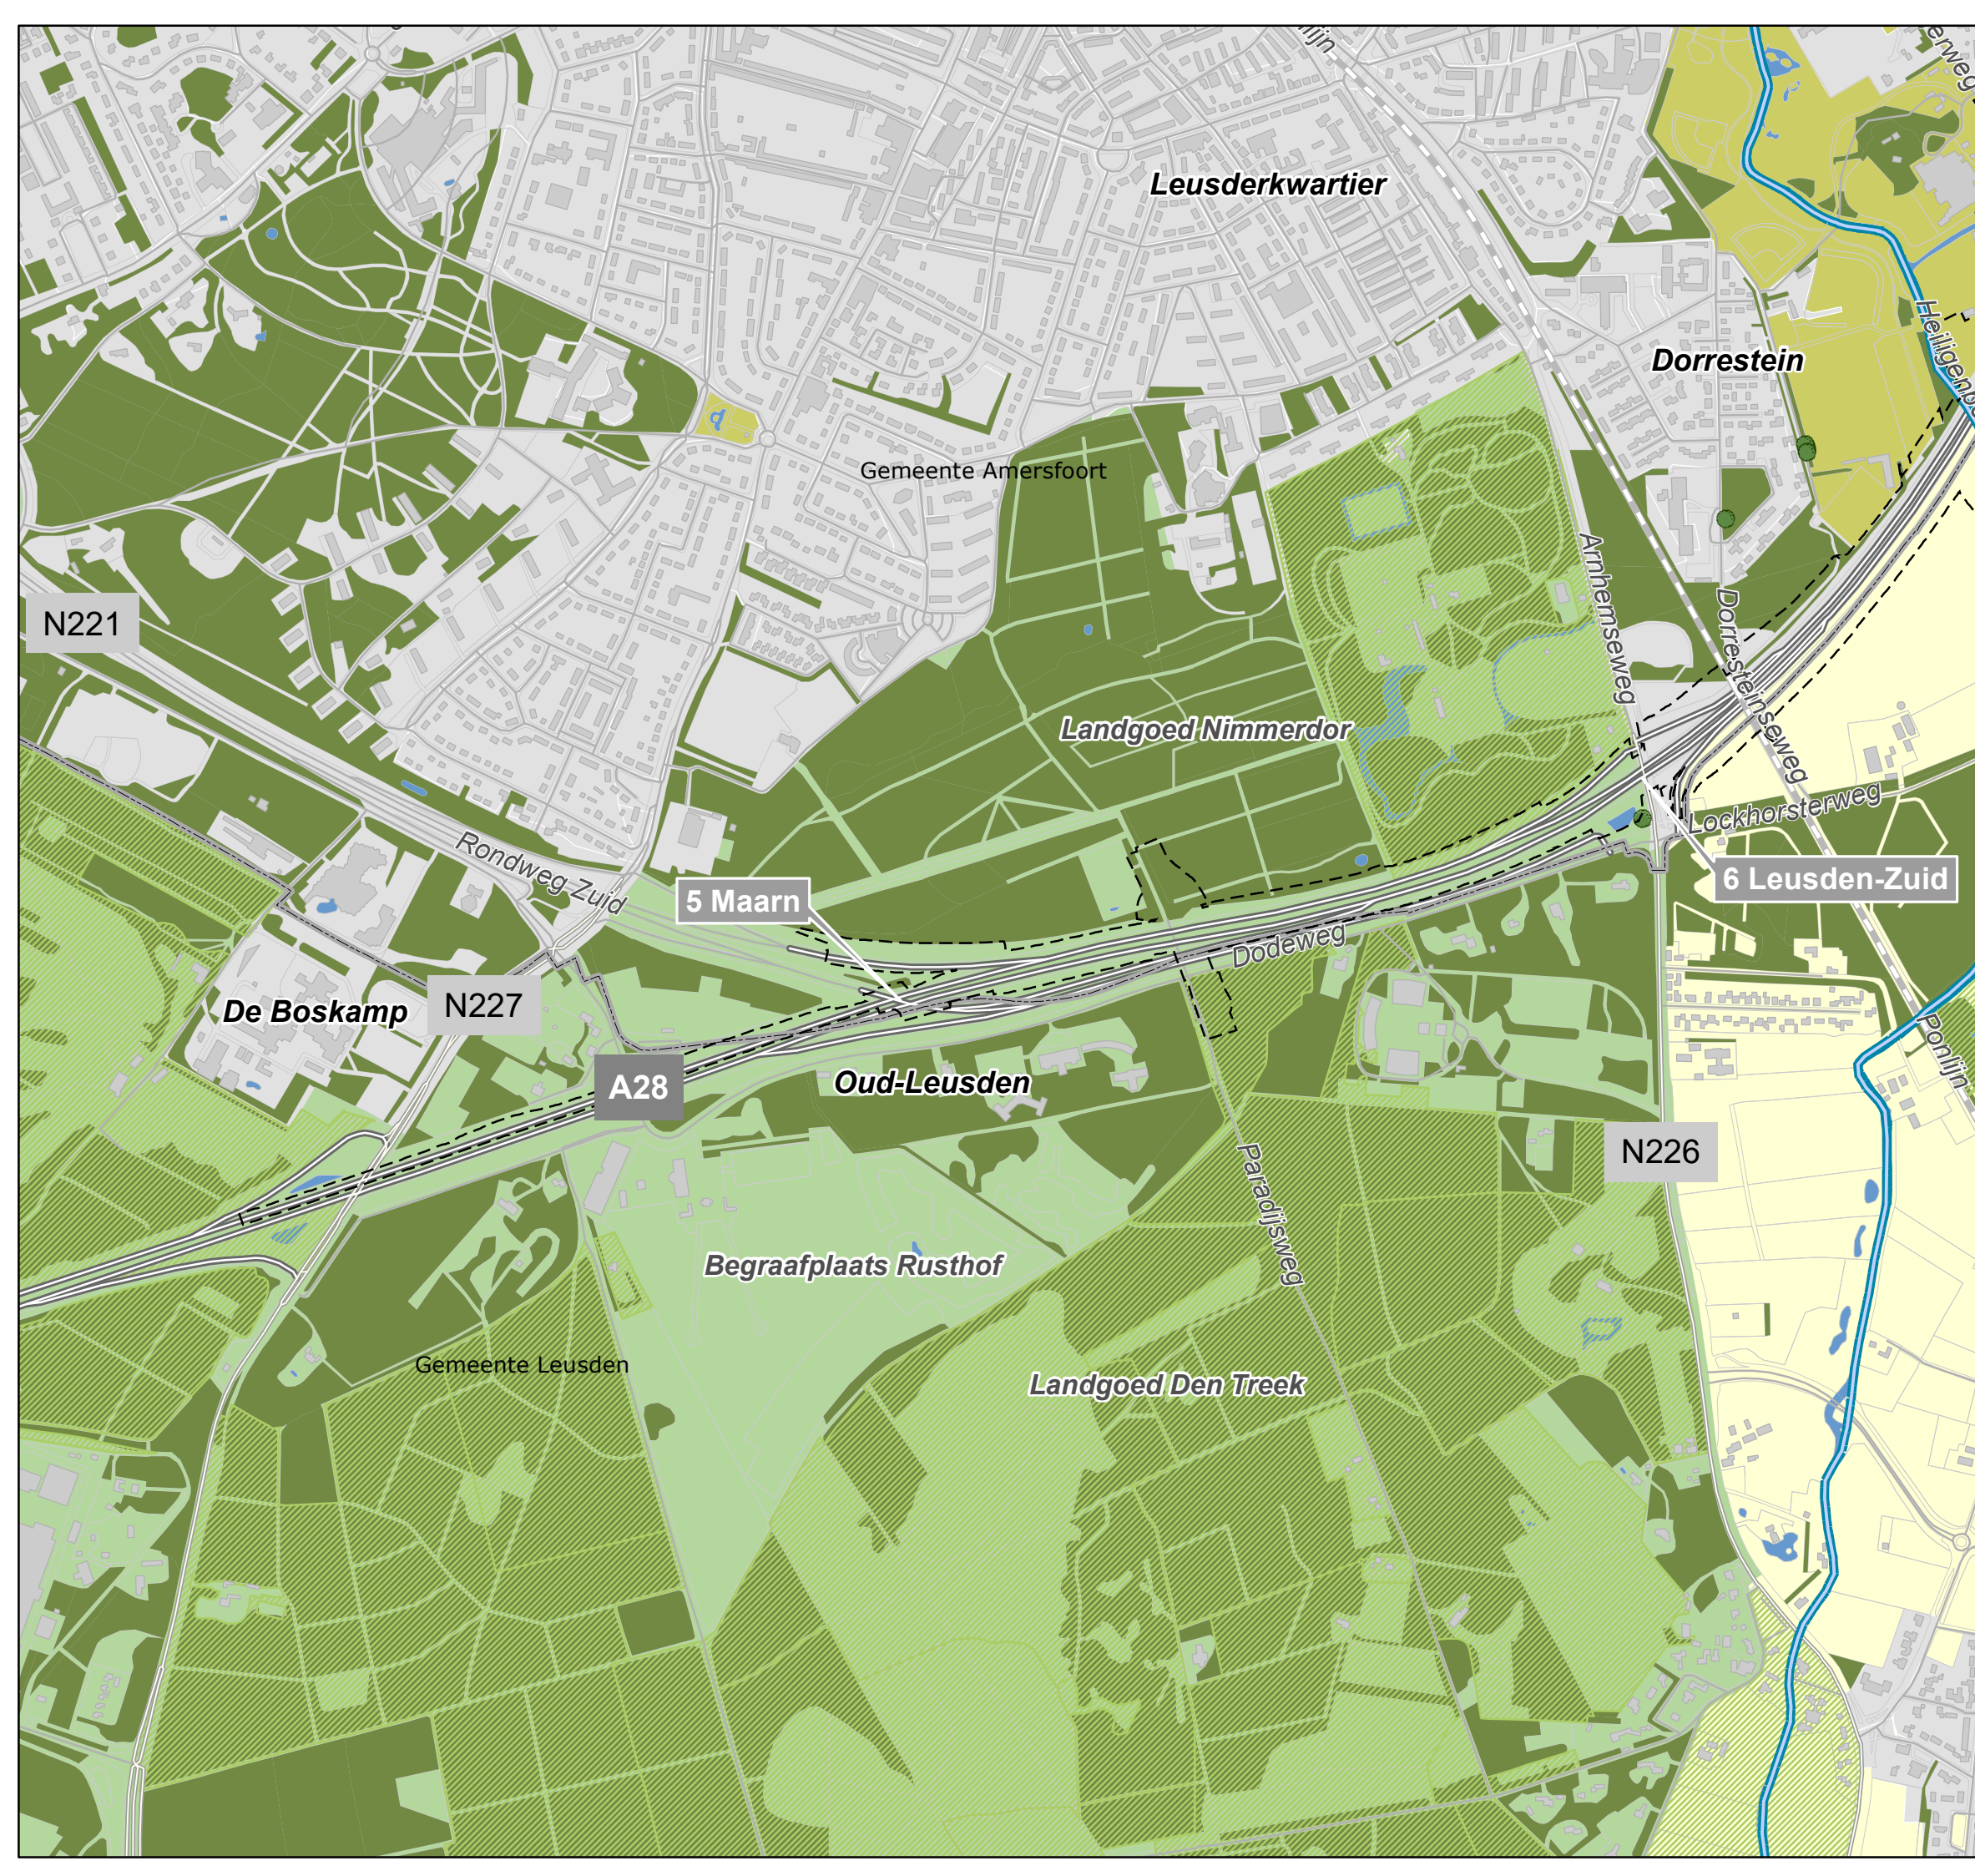 Leusderkwartier
Dorrestein
Gemeente Amersfoort
N221
Arnhemseweg
Dorresteinseweg
Landgoed Nimmerdor
Lockhorsterweg
Rondweg Zuid
5 Maarn
6 Leusden-Zuid
Dodeweg
De Boskamp
N227
Ponlijn
A28
Oud-Leusden
N226
Paradijsweg
Begraafplaats Rusthof
Gemeente Leusden
Landgoed Den Treek